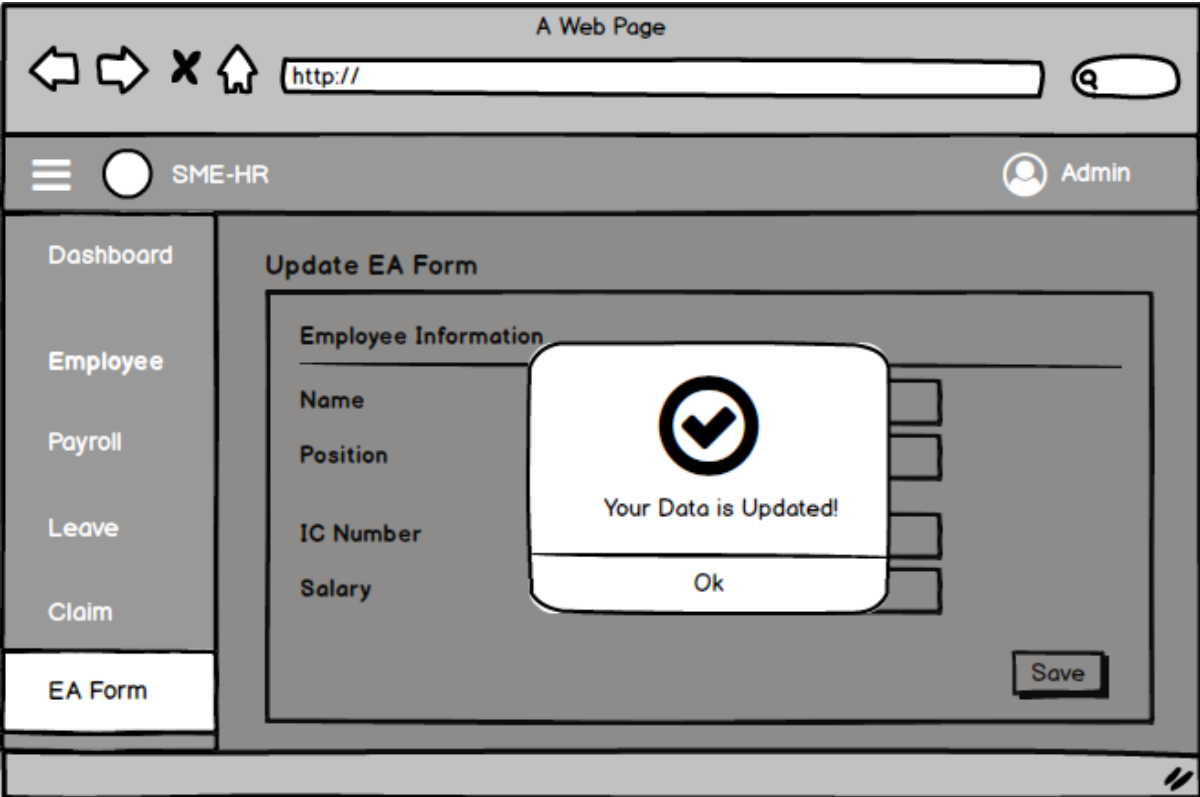 A Web Page
http://
SME-HR
Admin
Dashboard
Employee
Payroll
Leave
Claim
EA Form
Update EA Form
Employee Information
Name
Position
IC Number
Salary
Your Data is Updated!
Ok
Save